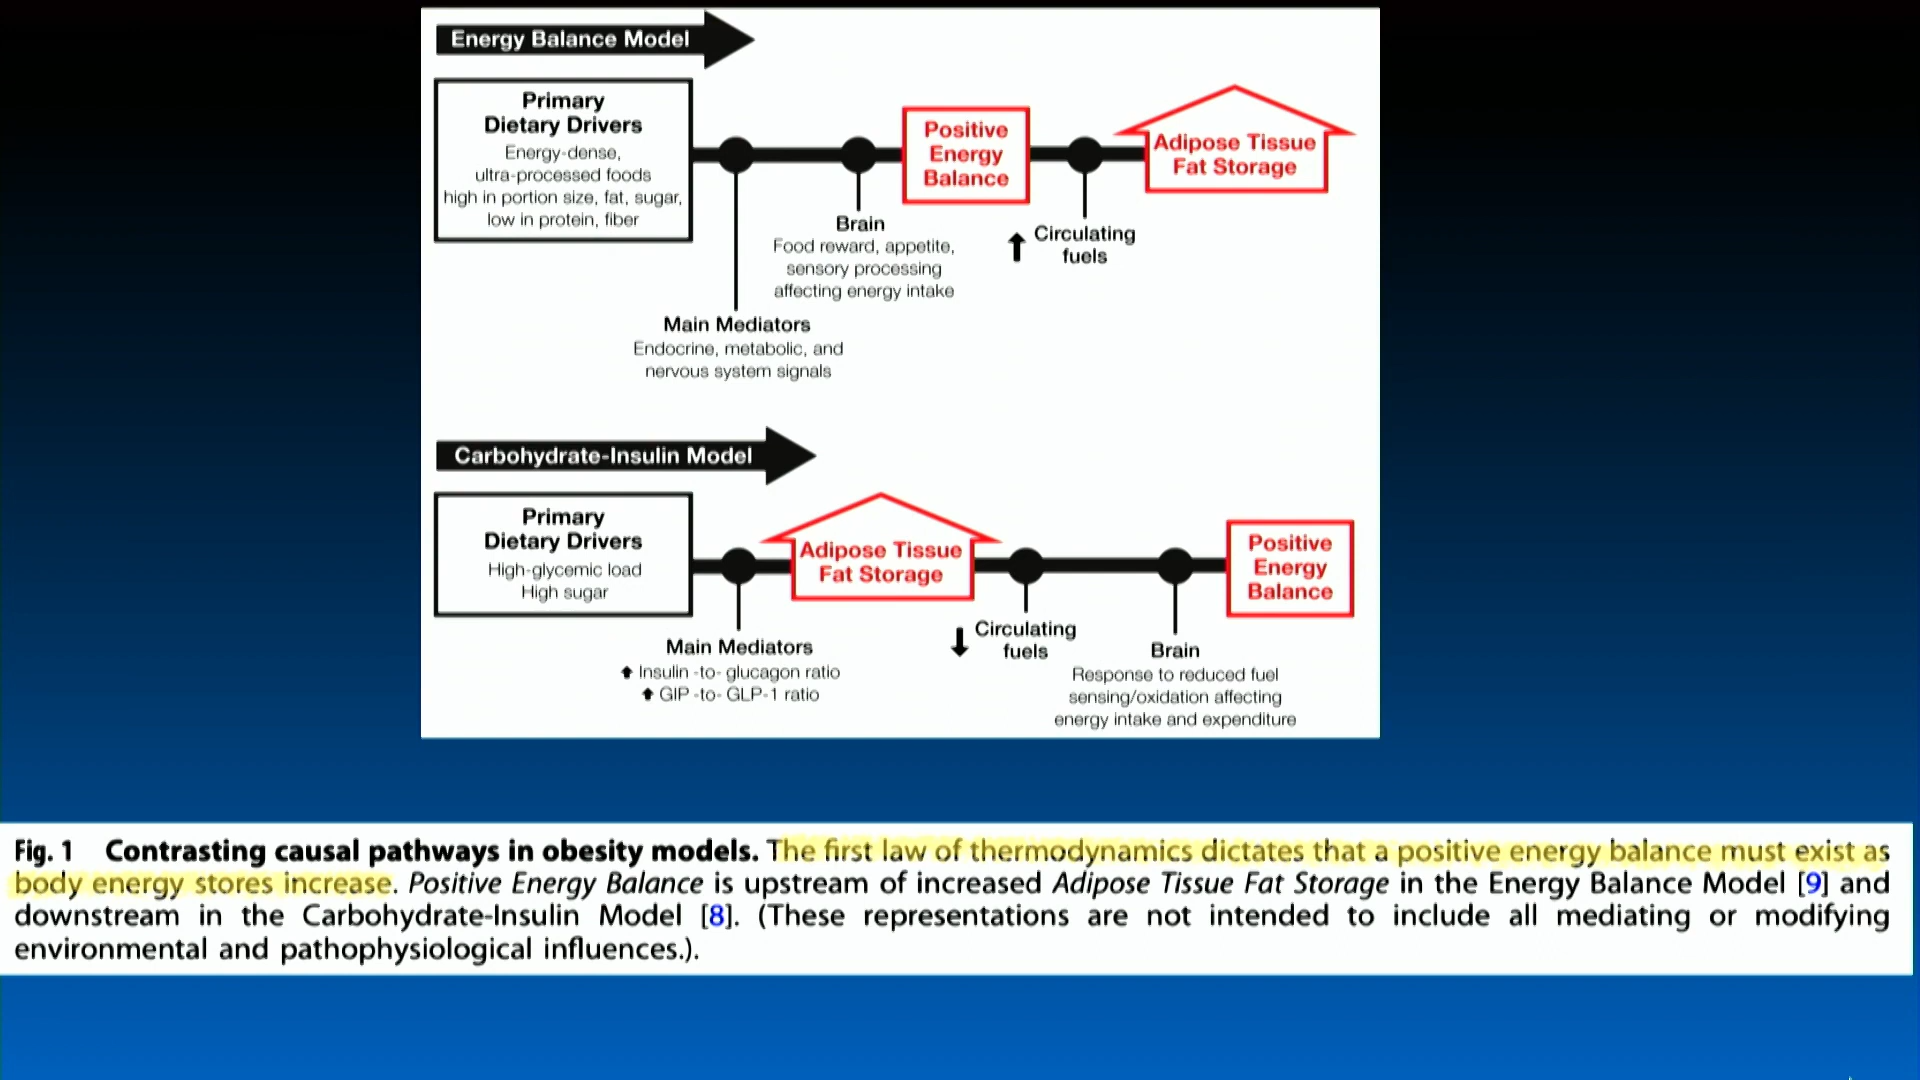 Energy Balance Model
Primary
Dietary Drivers
Energy-dense,
ultra-processed foods
high in portion size, fat, sugar,
low in protein, fiber
Main Mediators
Endocrine, metabolic, and
nervous system signals
Brain
Food reward, appetite,
sensory processing
affecting energy intake
Positive
Energy
Balance
Circulating
fuels
Adipose Tissue
Fat Storage
Carbohydrate-Insulin Model
Primary
Dietary Drivers
High-glycemic load
High sugar
Main Mediators
Insulin -to- glucagon ratio
GIP -to- GLP-1 ratio
Adipose Tissue
Fat Storage
Circulating
fuels
Brain
Response to reduced fuel
sensing/oxidation affecting
energy intake and expenditure
Positive
Energy
Balance
Fig. 1 Contrasting causal pathways in obesity models. The first law of thermodynamics dictates that a positive energy balance must exist as
body energy stores increase. Positive Energy Balance is upstream of increased Adipose Tissue Fat Storage in the Energy Balance Model [9] and
downstream in the Carbohydrate-Insulin Model [8]. (These representations are not intended to include all mediating or modifying
environmental and pathophysiological influences.).